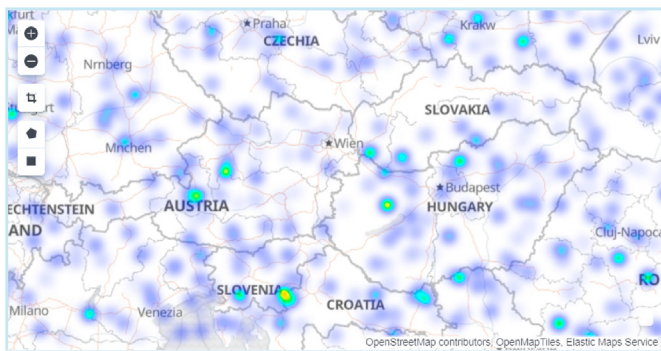 kfurt
Praha
Krakw
CZECHIA
Lviv
Nrnberg
SLOVAKIA
Wien
Mnchen
ECHTENSTEIN
AUSTRIA
Budapest
HUNGARY
AND
Cluj-Napoca
RO
SLOVENIA
CROATIA
Milano
Venezia
OpenStreetMap contributors, OpenMapTiles, Elastic Maps Service